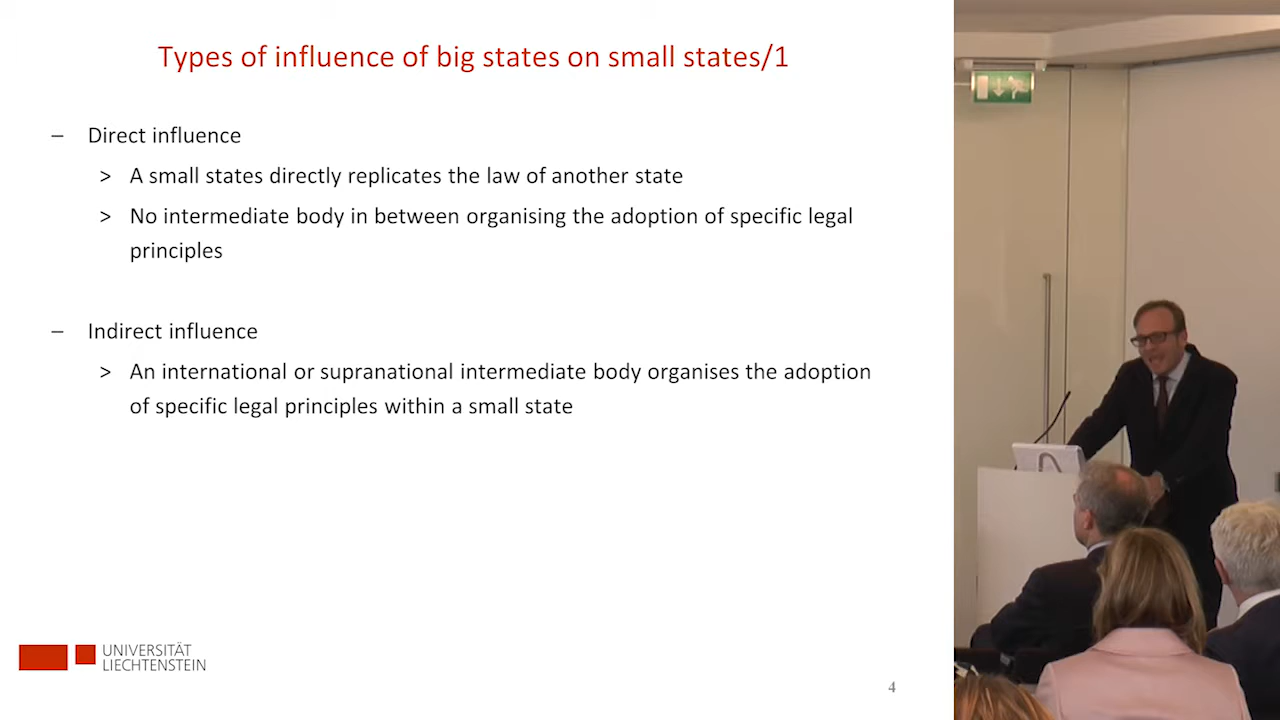 Types of influence of big states on small states/1
– Direct influence
> A small states directly replicates the law of another state
> No intermediate body in between organising the adoption of specific legal
principles
– Indirect influence
> An international or supranational intermediate body organises the adoption
of specific legal principles within a small state
UNIVERSITÄT
LIECHTENSTEIN
4